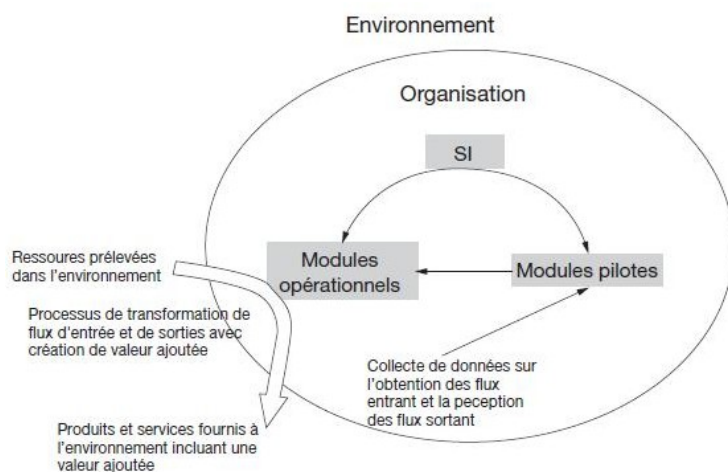 Environnement
Organisation
SI
Modules
opérationnels
Modules pilotes
Ressoures prélevées
dans l'environnement
Processus de transformation de
flux d'entrée et de sorties avec
création de valeur ajoutée
Collecte de données sur
l'obtention des flux
entrant et la peception
des flux sortant
Produits et services fournis à
l'environnement incluant une
valeur ajoutée